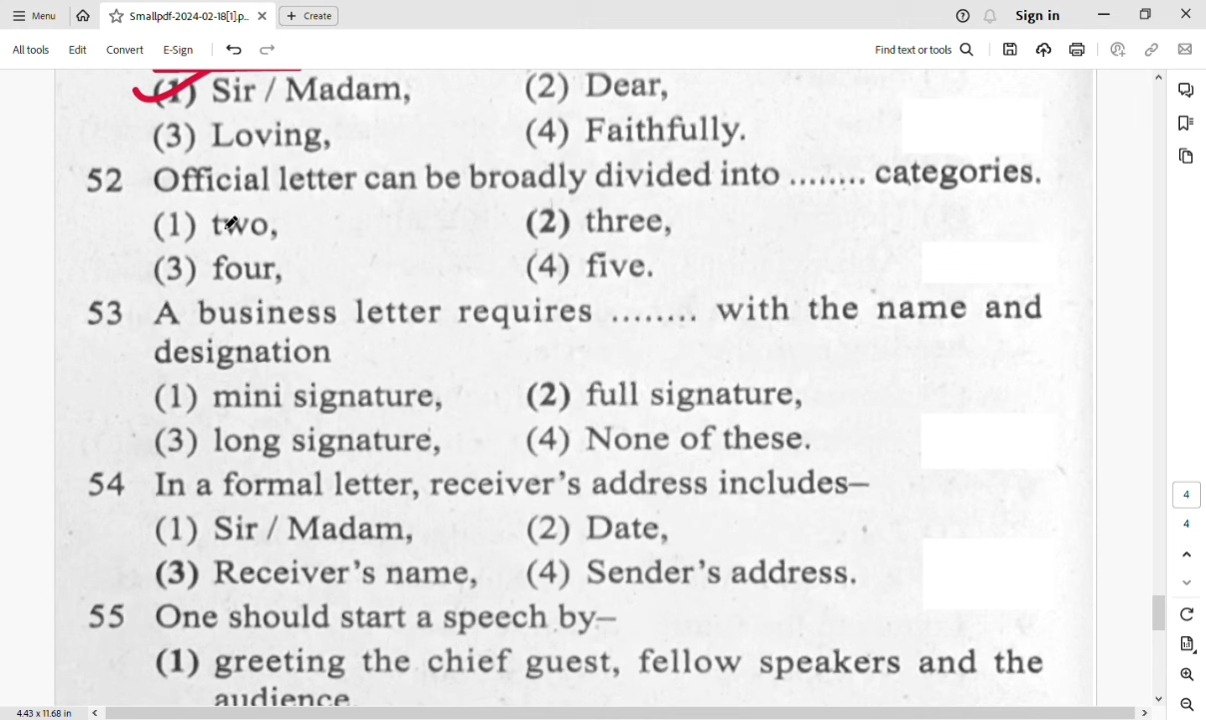 Menu Smallpdf-2024-02-18[1]p... Create Sign in
All tools Edit Convert E-Sign Find text or tools
(1) Sir / Madam, (2) Dear,
(3) Loving, (4) Faithfully.
52 Official letter can be broadly divided into ........ categories.
(1) two, (2) three,
(3) four, (4) five.
53 A business letter requires ........ with the name and
designation
(1) mini signature, (2) full signature,
(3) long signature, (4) None of these.
54 In a formal letter, receiver's address includes–
(1) Sir / Madam, (2) Date,
(3) Receiver's name, (4) Sender's address.
55 One should start a speech by–
(1) greeting the chief guest, fellow speakers and the
audience.
4
4
4.43 x 11.68 in